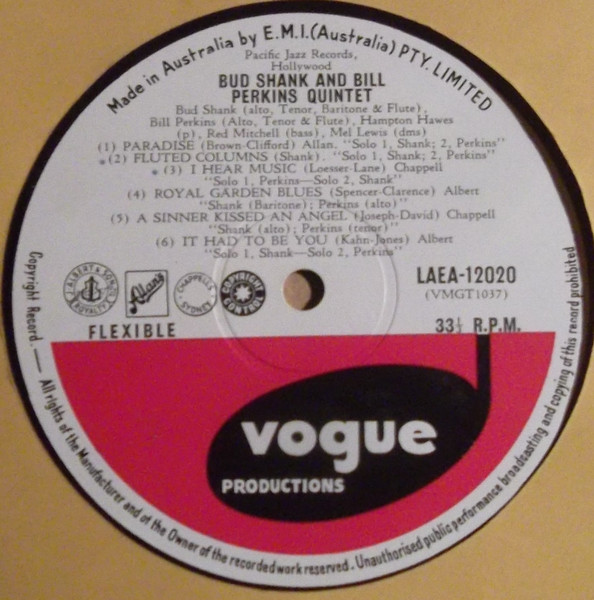 Made in Australia by E.M.I.(Australia) PTY. LIMITED
Pacific Jazz Records,
Hollywood
BUD SHANK AND BILL
PERKINS QUINTET
Bud Shank (alto, Tenor, Baritone & Flute),
Bill Perkins (Alto, Tenor & Flute), Hampton Hawes
(p), Red Mitchell (bass), Mel Lewis (dms)
(1) PARADISE (Brown-Clifford) Allan. "Solo 1, Shank; 2, Perkins"
(2) FLUTED COLUMNS (Shank). "Solo 1, Shank; 2, Perkins"
(3) I HEAR MUSIC (Loesser-Lane) Chappell
"Solo 1, Perkins—Solo 2, Shank"
(4) ROYAL GARDEN BLUES (Spencer-Clarence) Albert
"Shank (Baritone); Perkins (alto)"
(5) A SINNER KISSED AN ANGEL (Joseph-David) Chappell
"Shank (alto); Perkins (tenor)"
(6) IT HAD TO BE YOU (Kahn-Jones) Albert
"Solo 1, Shank—Solo 2, Perkins"
ALBERT & SON
ROYALTY
Allans
CHAPPELL'S
SYDNEY
COPYRIGHT
CONTROL
LAEA-12020
(VMGT1037)
FLEXIBLE
33⅓ R.P.M.
vogue
PRODUCTIONS
Copyright Record. — All rights of the Manufacturer and of the Owner of the recorded work reserved. Unauthorised public performance broadcasting and copying of this record prohibited